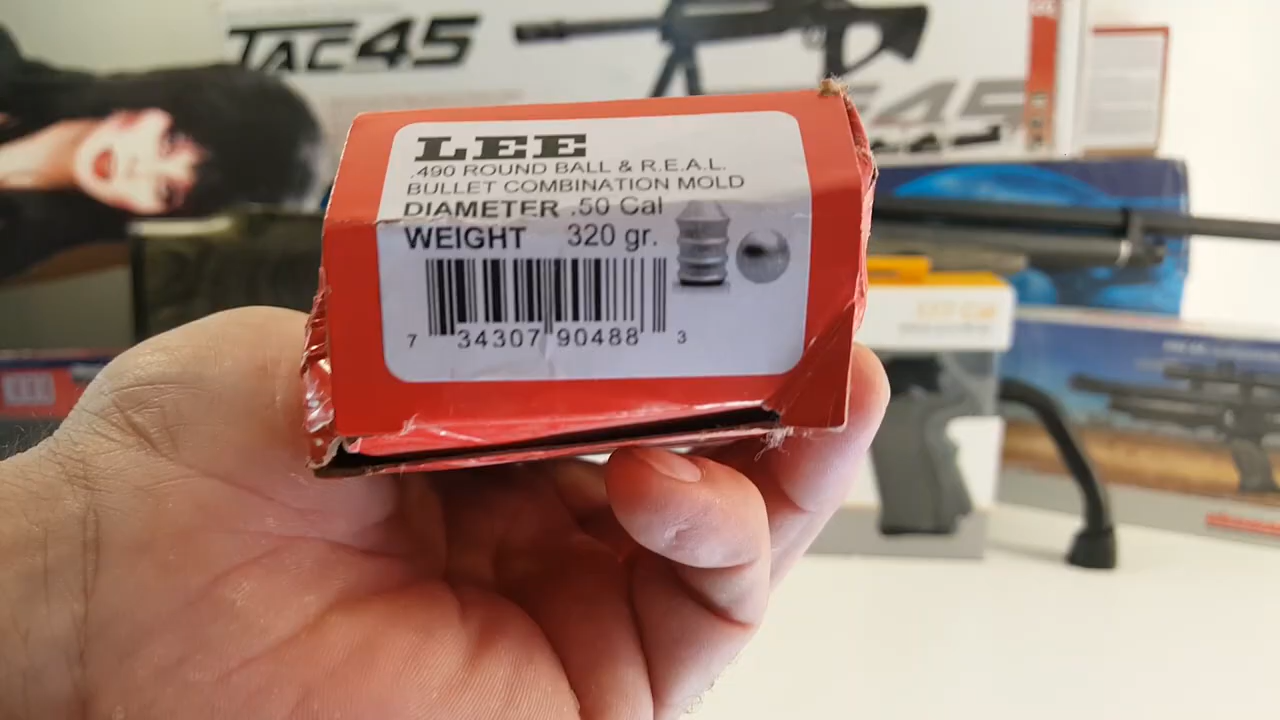 TAC45
LEE
.490 ROUND BALL & R.E.A.L.
BULLET COMBINATION MOLD
DIAMETER .50 Cal
WEIGHT 320 gr.
7 34307 90488 3